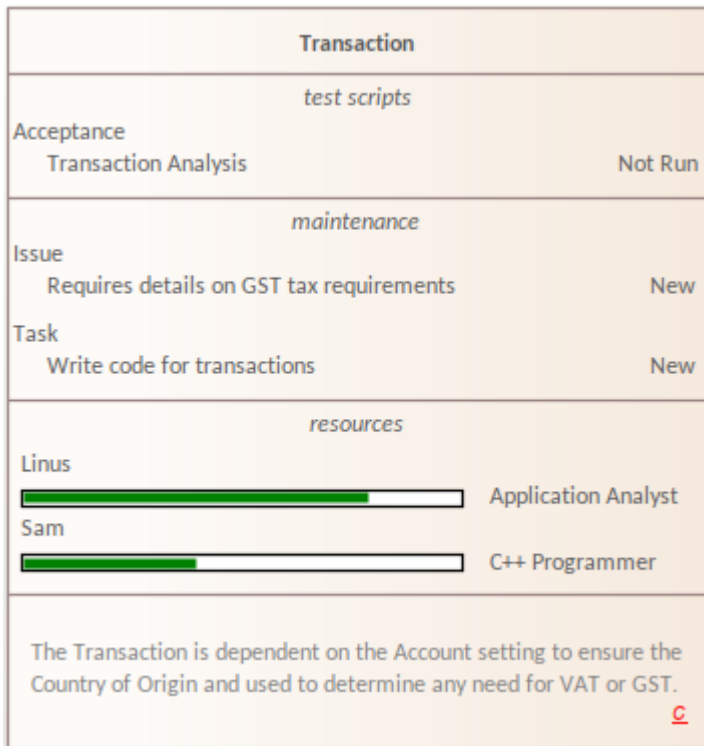 Transaction
test scripts
Acceptance
Transaction Analysis Not Run
maintenance
Issue
Requires details on GST tax requirements New
Task
Write code for transactions New
resources
Linus
Application Analyst
Sam
C++ Programmer
The Transaction is dependent on the Account setting to ensure the
Country of Origin and used to determine any need for VAT or GST.
C